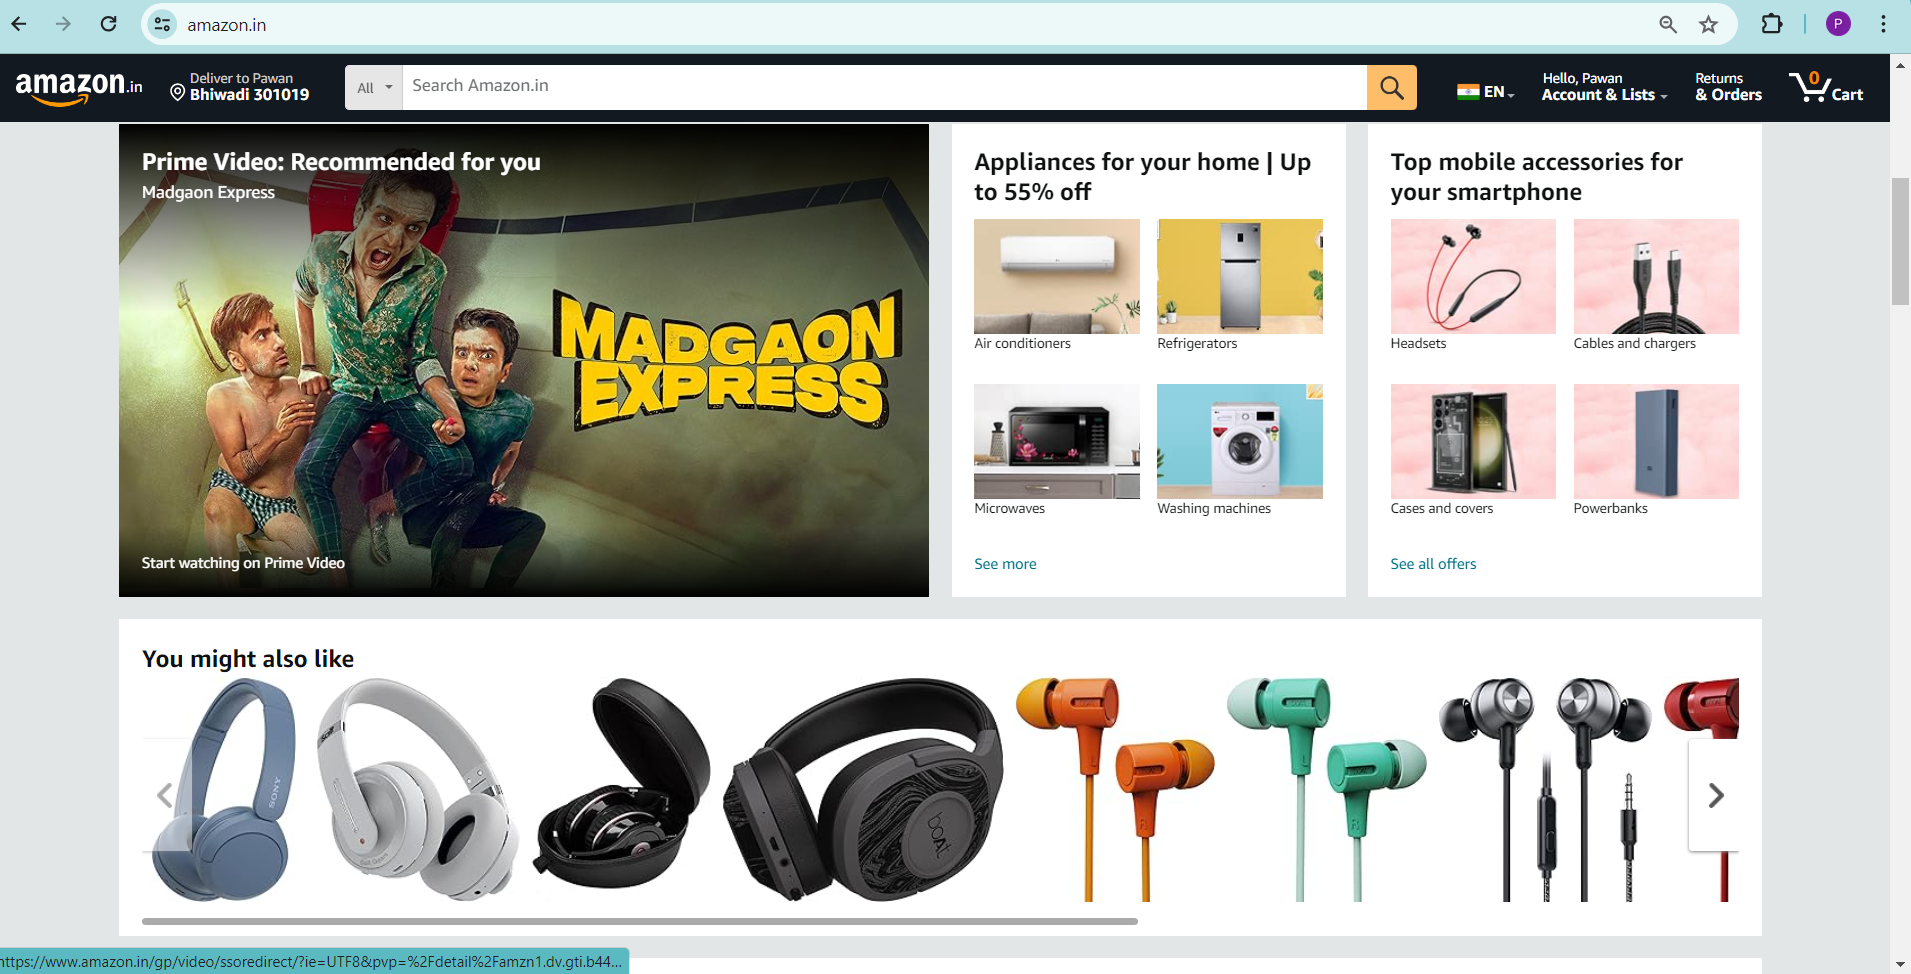 amazon.in
amazon.in
Deliver to Pawan
Bhiwadi 301019
All
Search Amazon.in
EN
Hello, Pawan
Account & Lists
Returns
& Orders
0
Cart
P
Prime Video: Recommended for you
Madgaon Express
MADGAON
EXPRESS
Start watching on Prime Video
Appliances for your home | Up
to 55% off
Air conditioners
Refrigerators
Microwaves
Washing machines
See more
Top mobile accessories for
your smartphone
Headsets
Cables and chargers
Cases and covers
Powerbanks
See all offers
You might also like
SONY
boAt
L
R
L
R
https://www.amazon.in/gp/video/ssoredirect/?ie=UTF8&pvp=%2Fdetail%2Famzn1.dv.gti.b44...